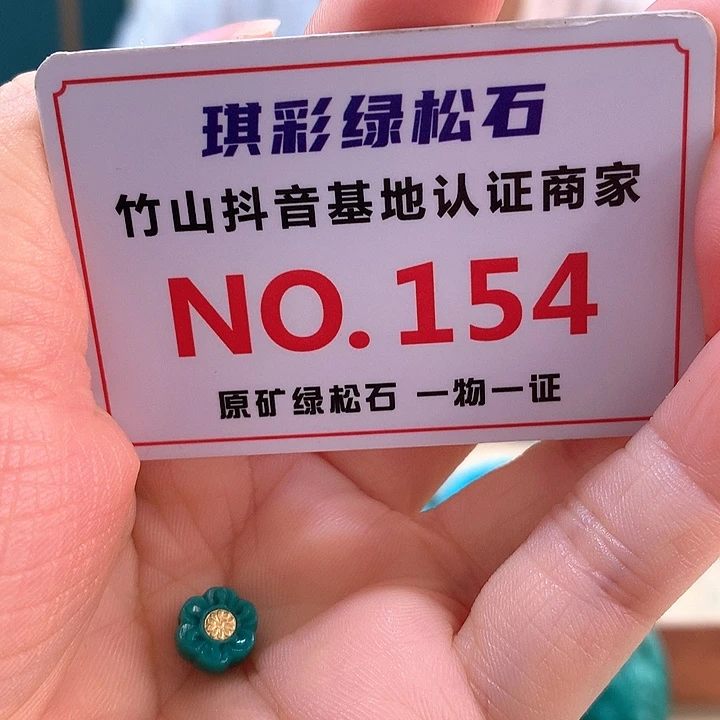 琪彩绿松石
竹山抖音基地认证商家
NO.154
原矿绿松石 一物一证